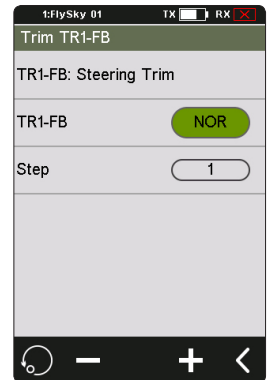 1:FlySky 01 TX RX
Trim TR1-FB
TR1-FB: Steering Trim
TR1-FB NOR
Step 1